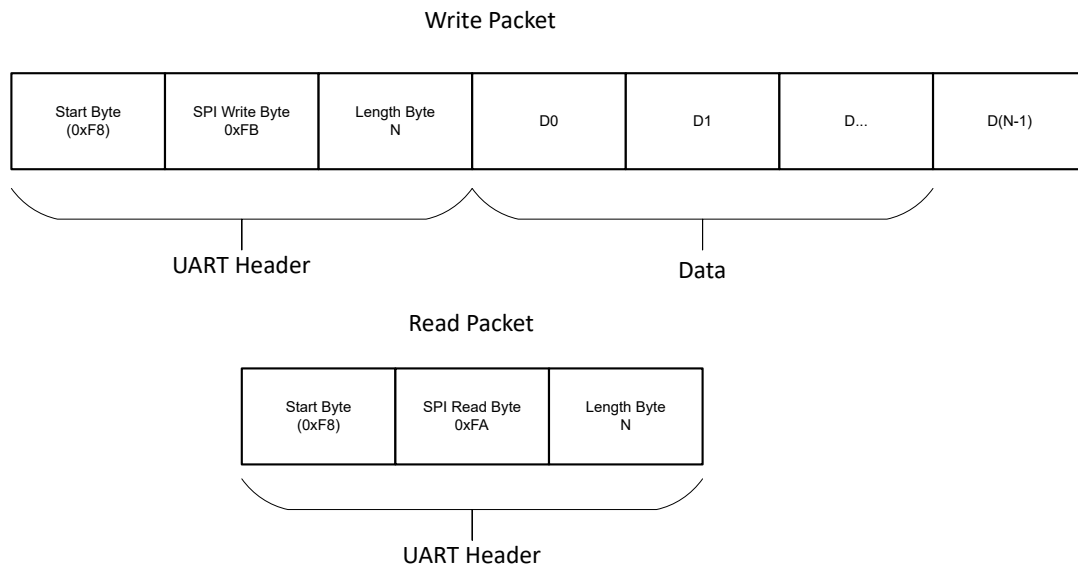 Write Packet
Start Byte
(0xF8)
SPI Write Byte
0xFB
Length Byte
N
D0
D1
D...
D(N-1)
UART Header
Data
Read Packet
Start Byte
(0xF8)
SPI Read Byte
0xFA
Length Byte
N
UART Header